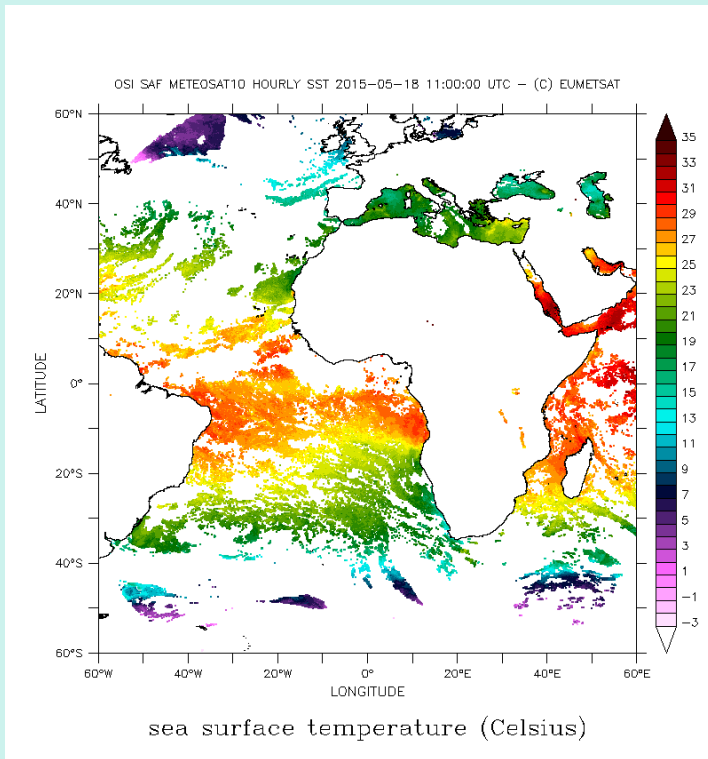 OSI SAF METEOSAT10 HOURLY SST 2015-05-18 11:00:00 UTC - (C) EUMETSAT
60°N
40°N
20°N
0°
20°S
40°S
60°S
LATITUDE
60°W
40°W
20°W
0°
20°E
40°E
60°E
LONGITUDE
35
33
31
29
27
25
23
21
19
17
15
13
11
9
7
5
3
1
-1
-3
sea surface temperature (Celsius)